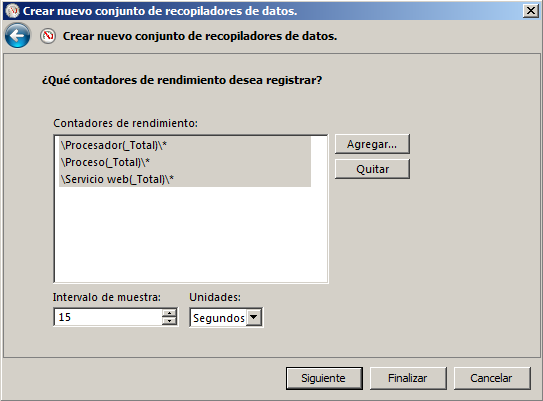 Crear nuevo conjunto de recopiladores de datos.
Crear nuevo conjunto de recopiladores de datos.
¿Qué contadores de rendimiento desea registrar?
Contadores de rendimiento:
\Procesador(_Total)\*
\Proceso(_Total)\*
\Servicio web(_Total)\*
Agregar...
Quitar
Intervalo de muestra:
Unidades:
15
Segundos
Siguiente
Finalizar
Cancelar